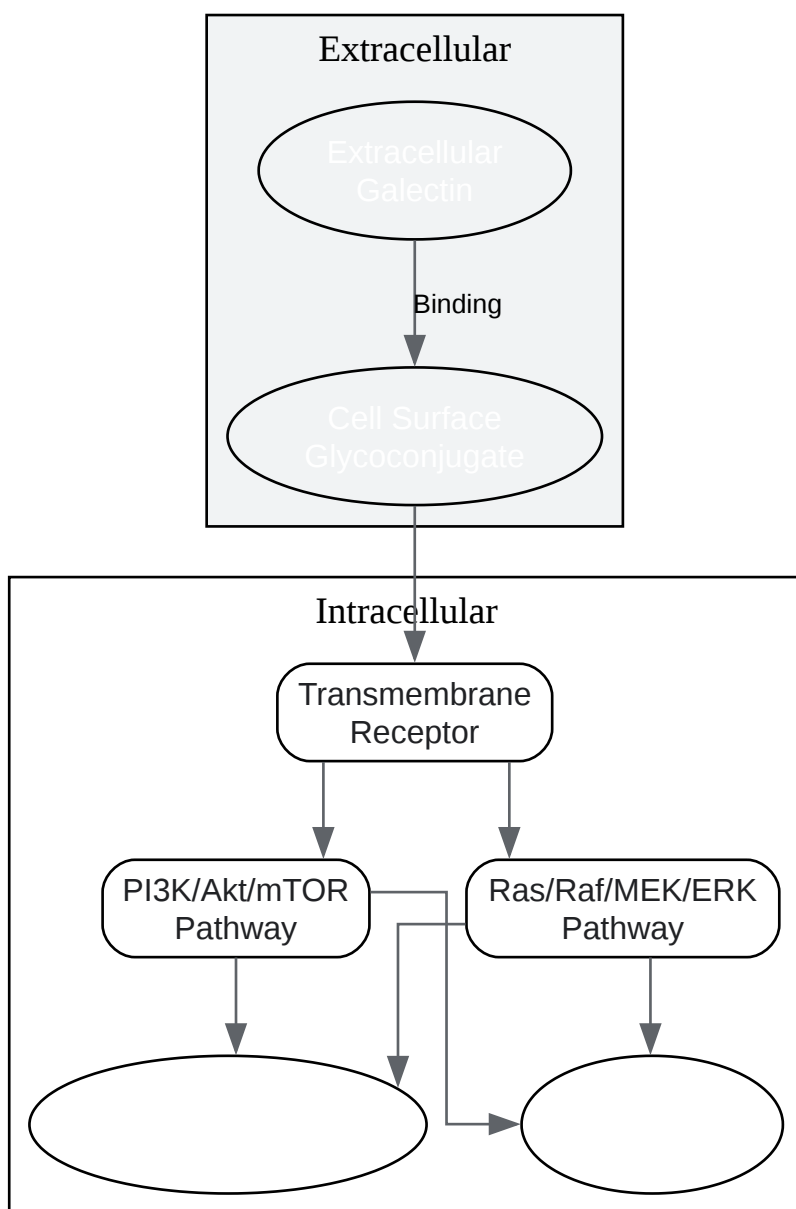 Extracellular
Extracellular
Galectin
Binding
Cell Surface
Glycoconjugate
Intracellular
Transmembrane
Receptor
PI3K/Akt/mTOR
Pathway
Ras/Raf/MEK/ERK
Pathway